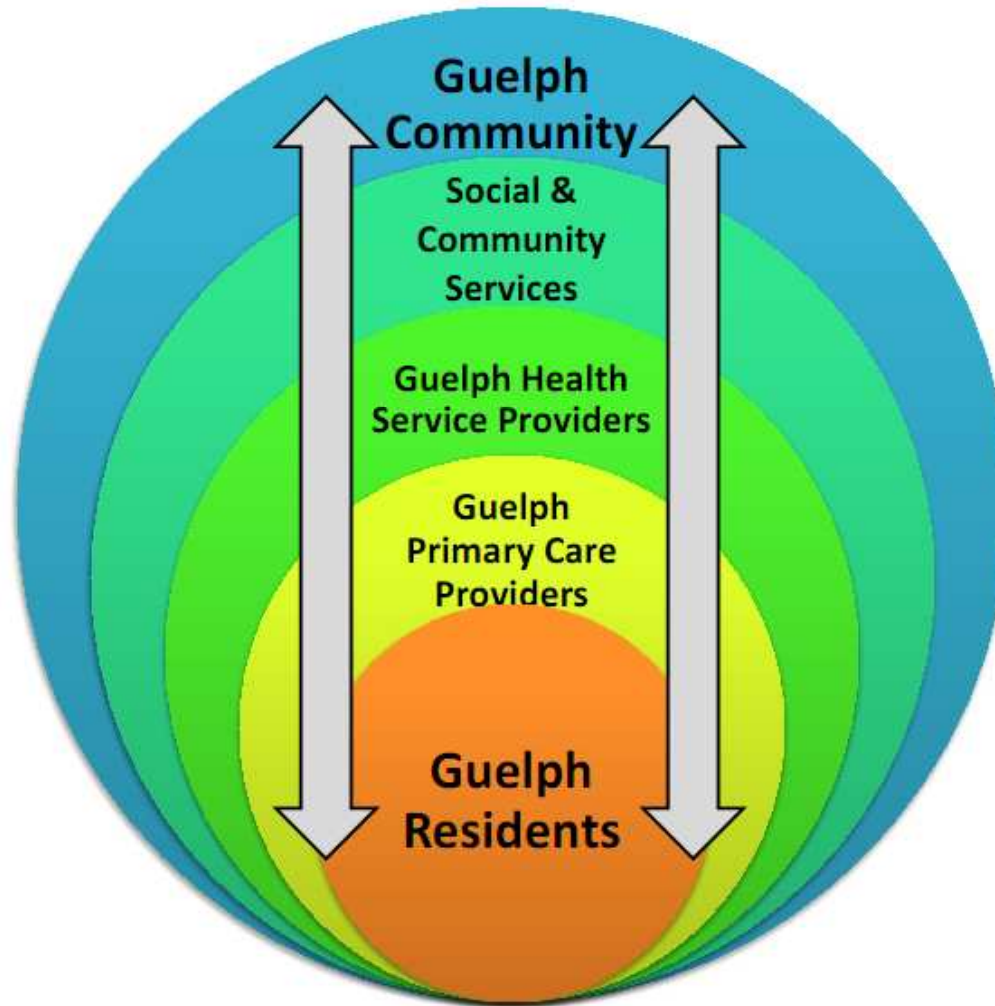 Guelph
Community
Social &
Community
Services
Guelph Health
Service Providers
Guelph
Primary Care
Providers
Guelph
Residents